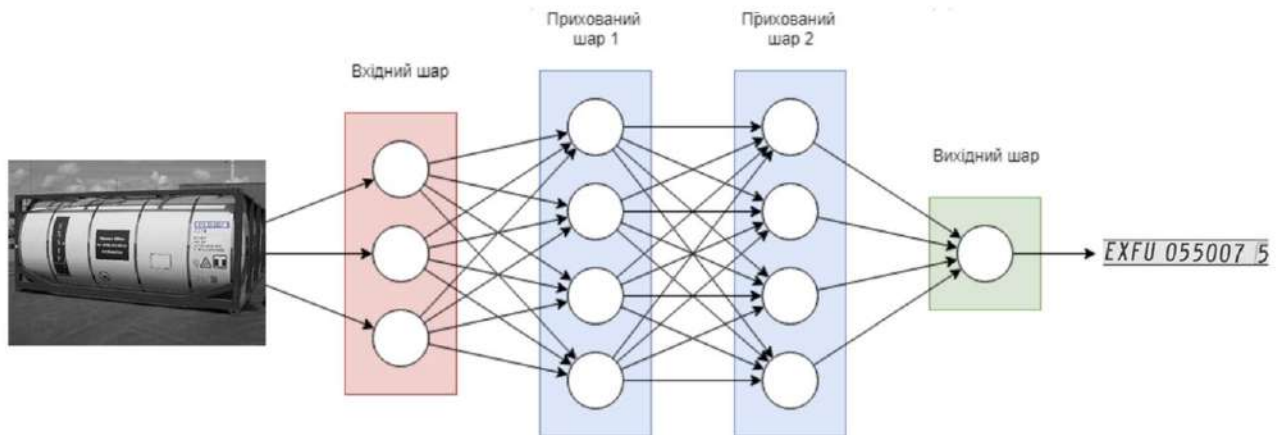 Прихований
шар 1
Прихований
шар 2
Вхідний шар
Вихідний шар
EXFU 055007 5